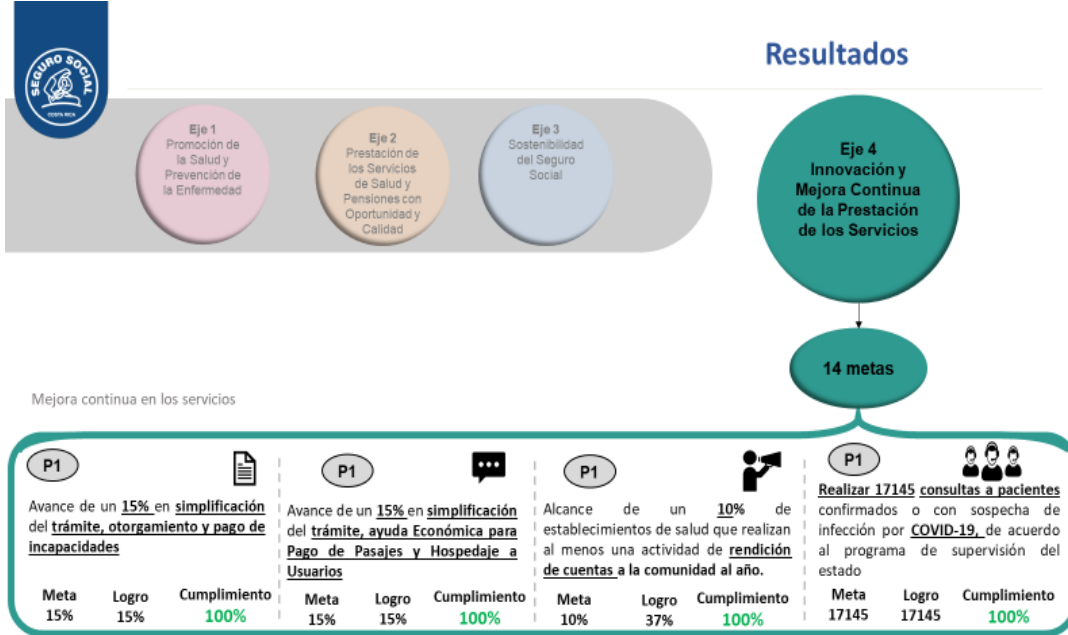 SEGURO SOCIAL
COSTA RICA
Resultados
Eje 1
Promoción de
la Salud y
Prevención de
la Enfermedad
Eje 2
Prestación de
los Servicios
de Salud y
Pensiones con
Oportunidad y
Calidad
Eje 3
Sostenibilidad
del Seguro
Social
Eje 4
Innovación y
Mejora Continua
de la Prestación
de los Servicios
14 metas
Mejora continua en los servicios
P1
Avance de un 15% en simplificación
del trámite, otorgamiento y pago de
incapacidades
Meta Logro Cumplimiento
15% 15% 100%
P1
Avance de un 15% en simplificación
del trámite, ayuda Económica para
Pago de Pasajes y Hospedaje a
Usuarios
Meta Logro Cumplimiento
15% 15% 100%
P1
Alcance de un 10% de
establecimientos de salud que realizan
al menos una actividad de rendición
de cuentas a la comunidad al año.
Meta Logro Cumplimiento
10% 37% 100%
P1
Realizar 17145 consultas a pacientes
confirmados o con sospecha de
infección por COVID-19, de acuerdo
al programa de supervisión del
estado
Meta Logro Cumplimiento
17145 17145 100%